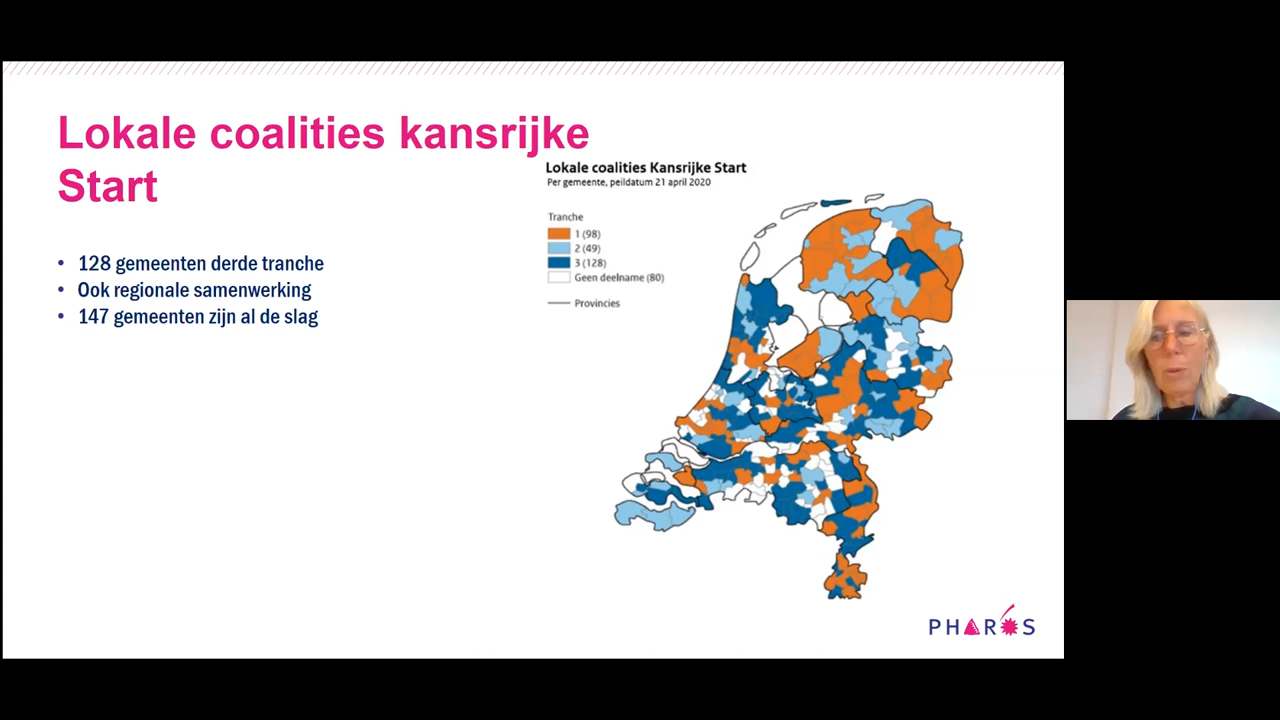 Lokale coalities kansrijke
Start
• 128 gemeenten derde tranche
• Ook regionale samenwerking
• 147 gemeenten zijn al de slag
Lokale coalities Kansrijke Start
Per gemeente, peildatum 21 april 2020
Tranche
1 (98)
2 (49)
3 (128)
Geen deelname (80)
Provincies
PHAROS